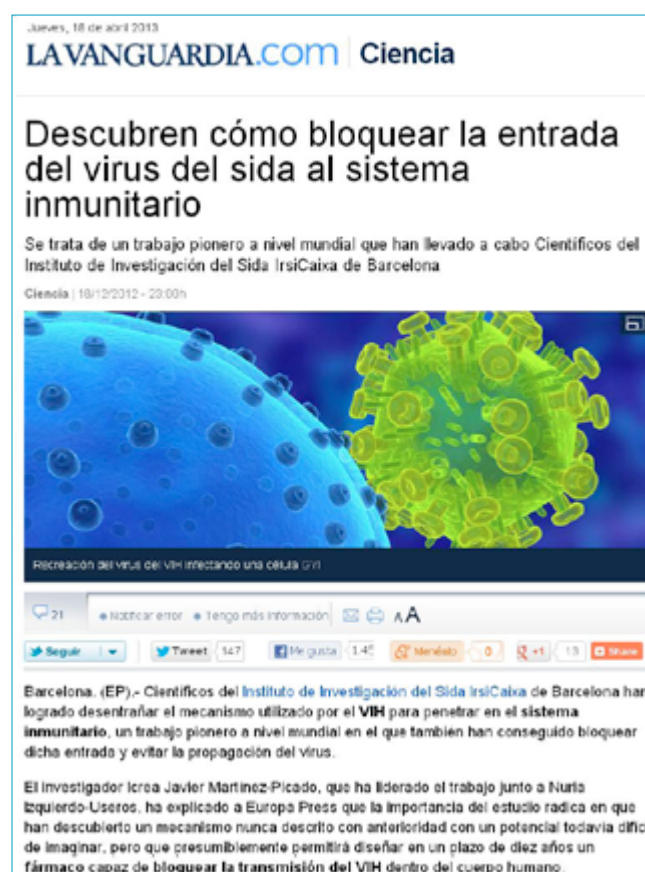 Jueves, 18 de abril 2013
LA VANGUARDIA.com | Ciencia
Descubren cómo bloquear la entrada
del virus del sida al sistema
inmunitario
Se trata de un trabajo pionero a nivel mundial que han llevado a cabo Científicos del
Instituto de Investigación del Sida IrsiCaixa de Barcelona
Ciencia | 18/12/2012 - 23:00h
Recreación del virus del VIH infectando una célula GYI
21 Notificar error Tengo más información A A
Seguir Tweet 147 Me gusta 1.45 Menéalo 0 +1 13 Share
Barcelona. (EP).- Científicos del Instituto de Investigación del Sida IrsiCaixa de Barcelona han
logrado desentrañar el mecanismo utilizado por el VIH para penetrar en el sistema
inmunitario, un trabajo pionero a nivel mundial en el que también han conseguido bloquear
dicha entrada y evitar la propagación del virus.
El investigador Icrea Javier Martínez-Picado, que ha liderado el trabajo junto a Nuria
Izquierdo-Useros, ha explicado a Europa Press que la importancia del estudio radica en que
han descubierto un mecanismo nunca descrito con anterioridad con un potencial todavía difíc
de imaginar, pero que presumiblemente permitirá diseñar en un plazo de diez años un
fármaco capaz de bloquear la transmisión del VIH dentro del cuerpo humano.